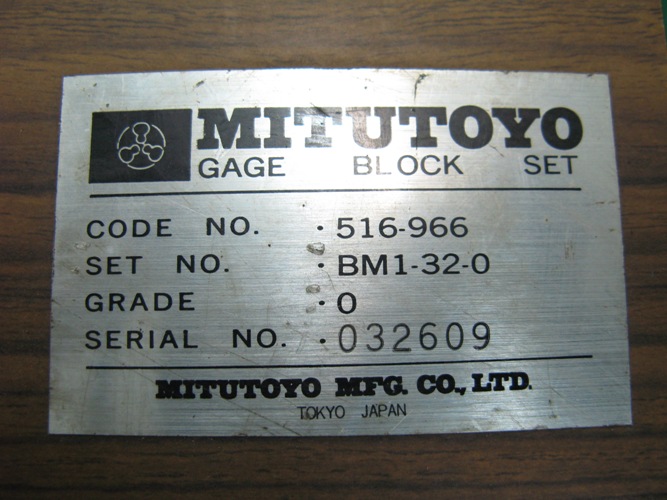 MITUTOYO
GAGE BLOCK SET
CODE NO. · 516-966
SET NO. · BM1-32-0
GRADE · 0
SERIAL NO. · 032609
MITUTOYO MFG. CO., LTD.
TOKYO JAPAN